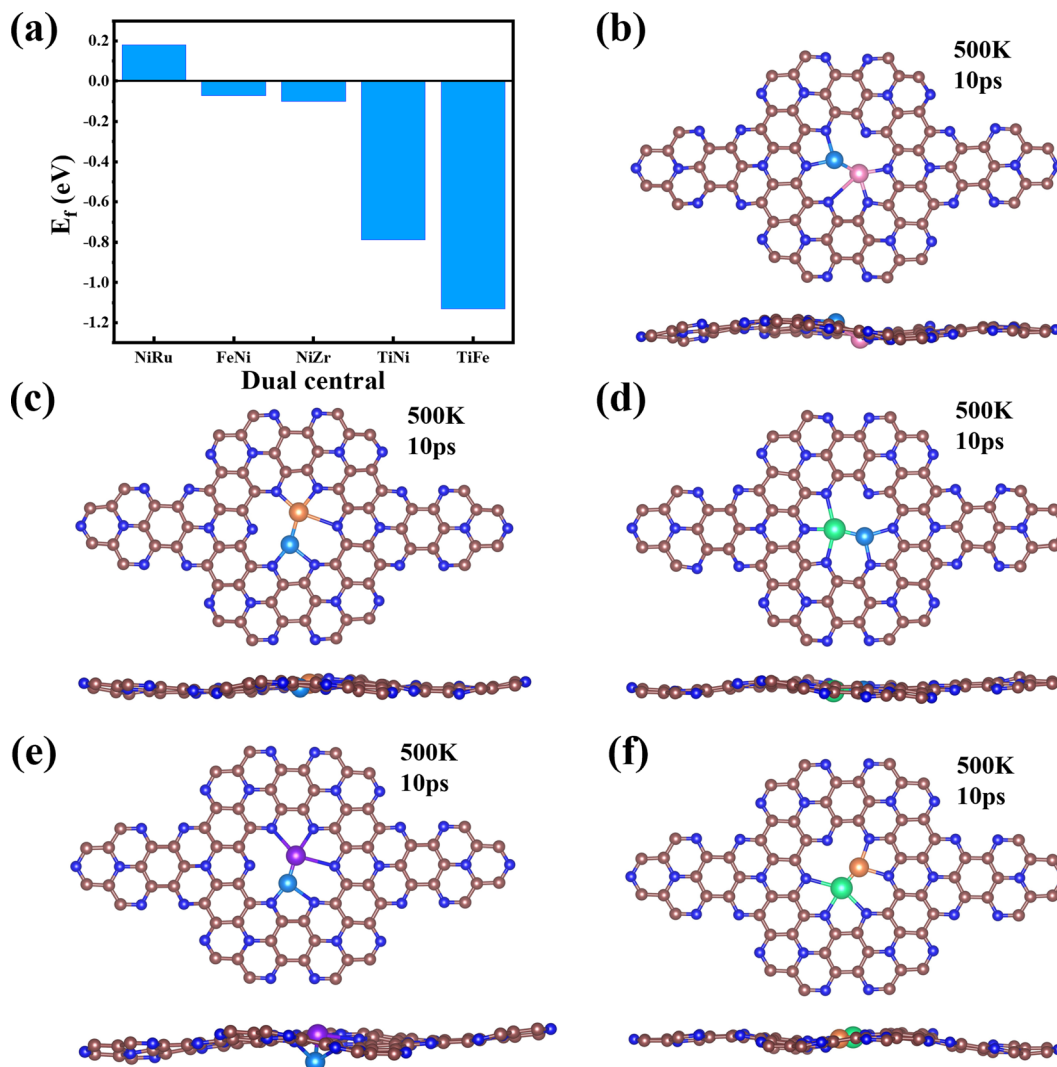 (a)
0.2
0.0
-0.2
-0.4
-0.6
-0.8
-1.0
-1.2
E_f (eV)
NiRu FeNi NiZr TiNi TiFe
Dual central
(b)
500K
10ps
(c)
500K
10ps
(d)
500K
10ps
(e)
500K
10ps
(f)
500K
10ps